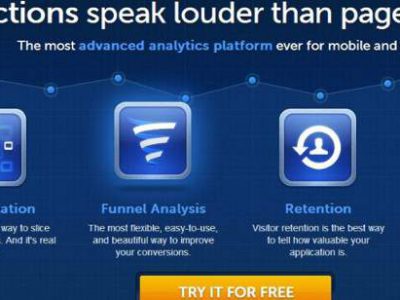 ctions speak louder than page
The most advanced analytics platform ever for mobile and
ation
Funnel Analysis
Retention
way to slice
. And it's real
The most flexible, easy-to-use,
and beautiful way to improve
your conversions.
Visitor retention is the best way
to tell how valuable your
application is.
TRY IT FOR FREE